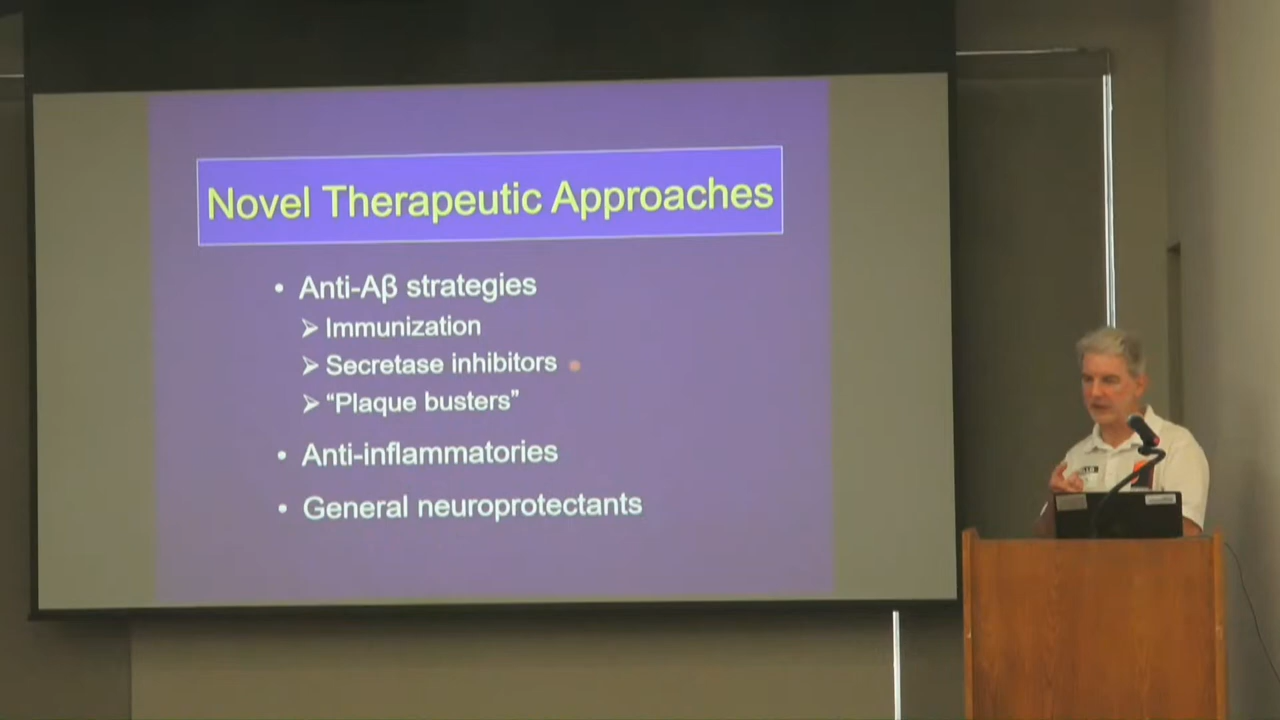 Novel Therapeutic Approaches
• Anti-Aβ strategies
➢ Immunization
➢ Secretase inhibitors
➢ “Plaque busters”
• Anti-inflammatories
• General neuroprotectants